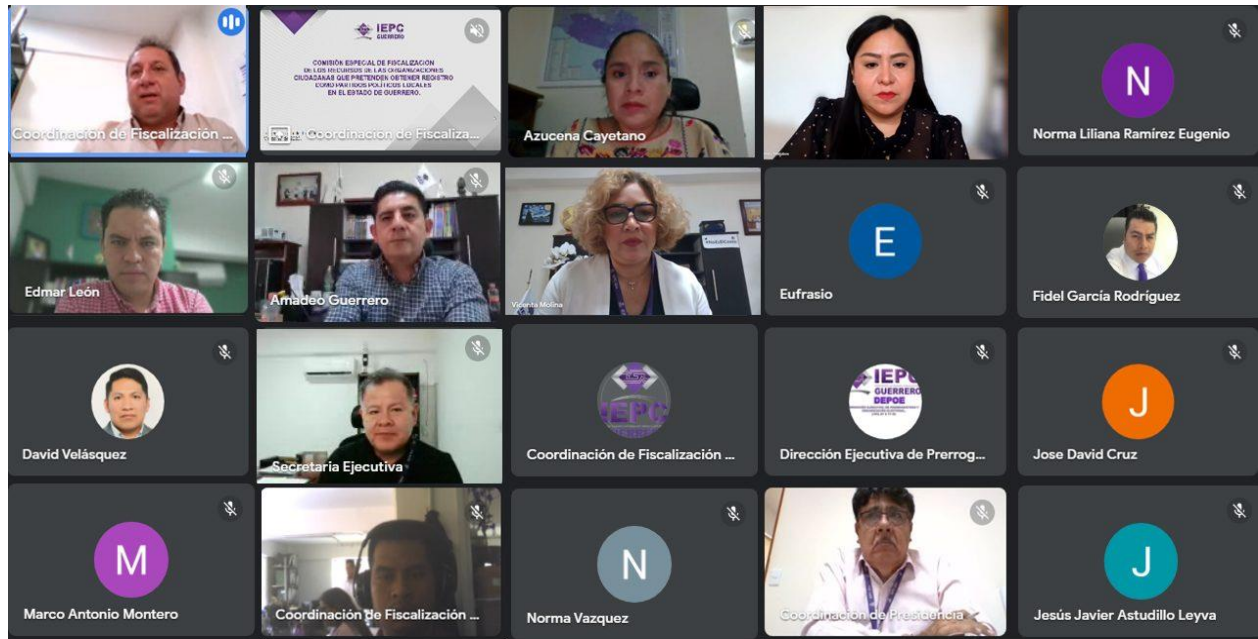 Coordinación de Fiscalización ...
IEPC
GUERRERO
COMISIÓN ESPECIAL DE FISCALIZACIÓN
DE LOS RECURSOS DE LAS ORGANIZACIONES
CIUDADANAS QUE PRETENDEN OBTENER REGISTRO
COMO PARTIDOS POLÍTICOS LOCALES
EN EL ESTADO DE GUERRERO.
Coordinación de Fiscaliza...
Azucena Cayetano
N
Norma Liliana Ramírez Eugenio
Edmar León
Amadeo Guerrero
Vicenta Molina
E
Eufrasio
Fidel García Rodríguez
David Velásquez
Secretaria Ejecutiva
IEPC
Coordinación de Fiscalización ...
IEPC
GUERRERO
DEPOE
Dirección Ejecutiva de Prerrog...
J
Jose David Cruz
M
Marco Antonio Montero
Coordinación de Fiscalización ...
N
Norma Vazquez
Coordinación de Presidencia
J
Jesús Javier Astudillo Leyva